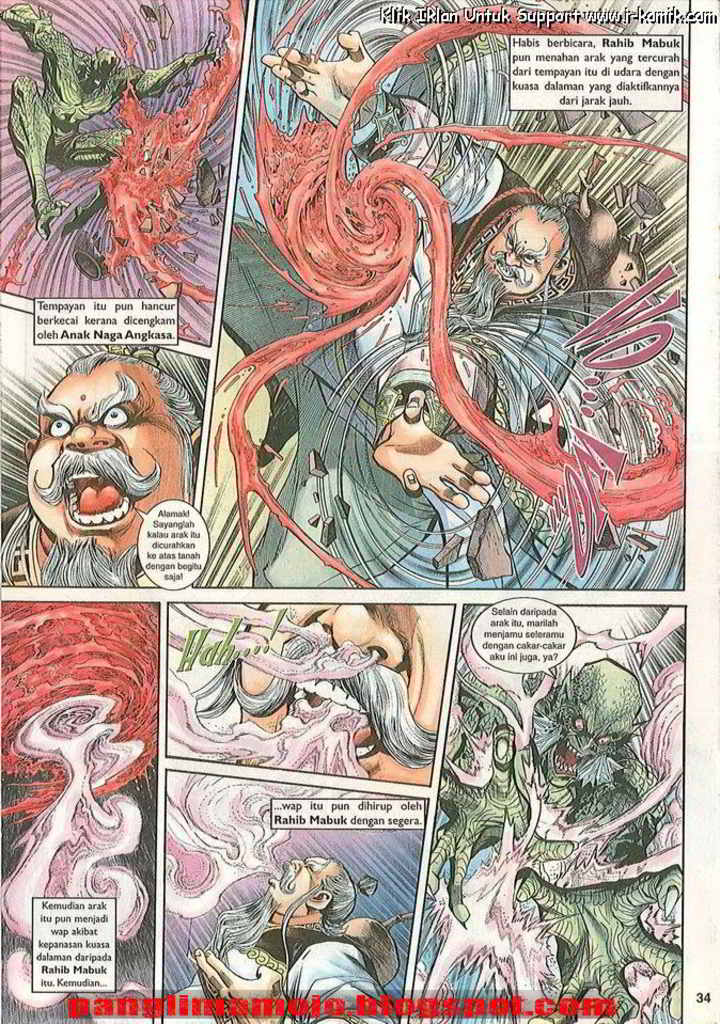 Klik Iklan Untuk Support www.i-komik.com
Habis berbicara, Rahib Mabuk
pun menahan arak yang tercurah
dari tempayan itu di udara dengan
kuasa dalaman yang diaktifkannya
dari jarak jauh.
Tempayan itu pun hancur
berkecai kerana dicengkam
oleh Anak Naga Angkasa.
Alamak!
Sayanglah
kalau arak itu
dicurahkan
ke atas tanah
dengan begitu
saja!
Hah...!
Selain daripada
arak itu, marilah
menjamu seleramu
dengan cakar-cakar
aku ini juga, ya?
...wap itu pun dihirup oleh
Rahib Mabuk dengan segera.
Kemudian arak
itu pun menjadi
wap akibat
kepanasan kuasa
dalaman daripada
Rahib Mabuk
itu. Kemudian...
34
panglimamoje.blogspot.com